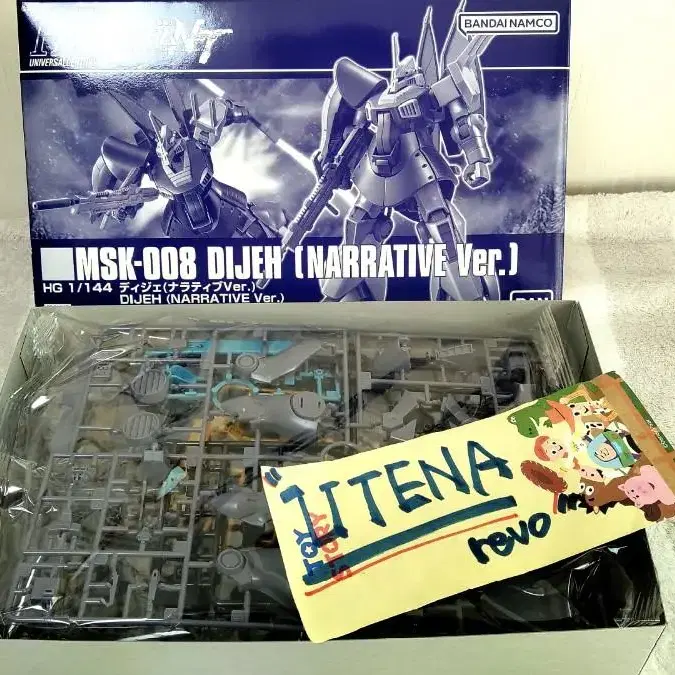 BANDAI NAMCO
MSK-008 DIJEH (NARRATIVE Ver.)
HG 1/144 ディジェ(ナラティブVer.)
DIJEH (NARRATIVE Ver.)
UTENA
revo
TOY
STORY